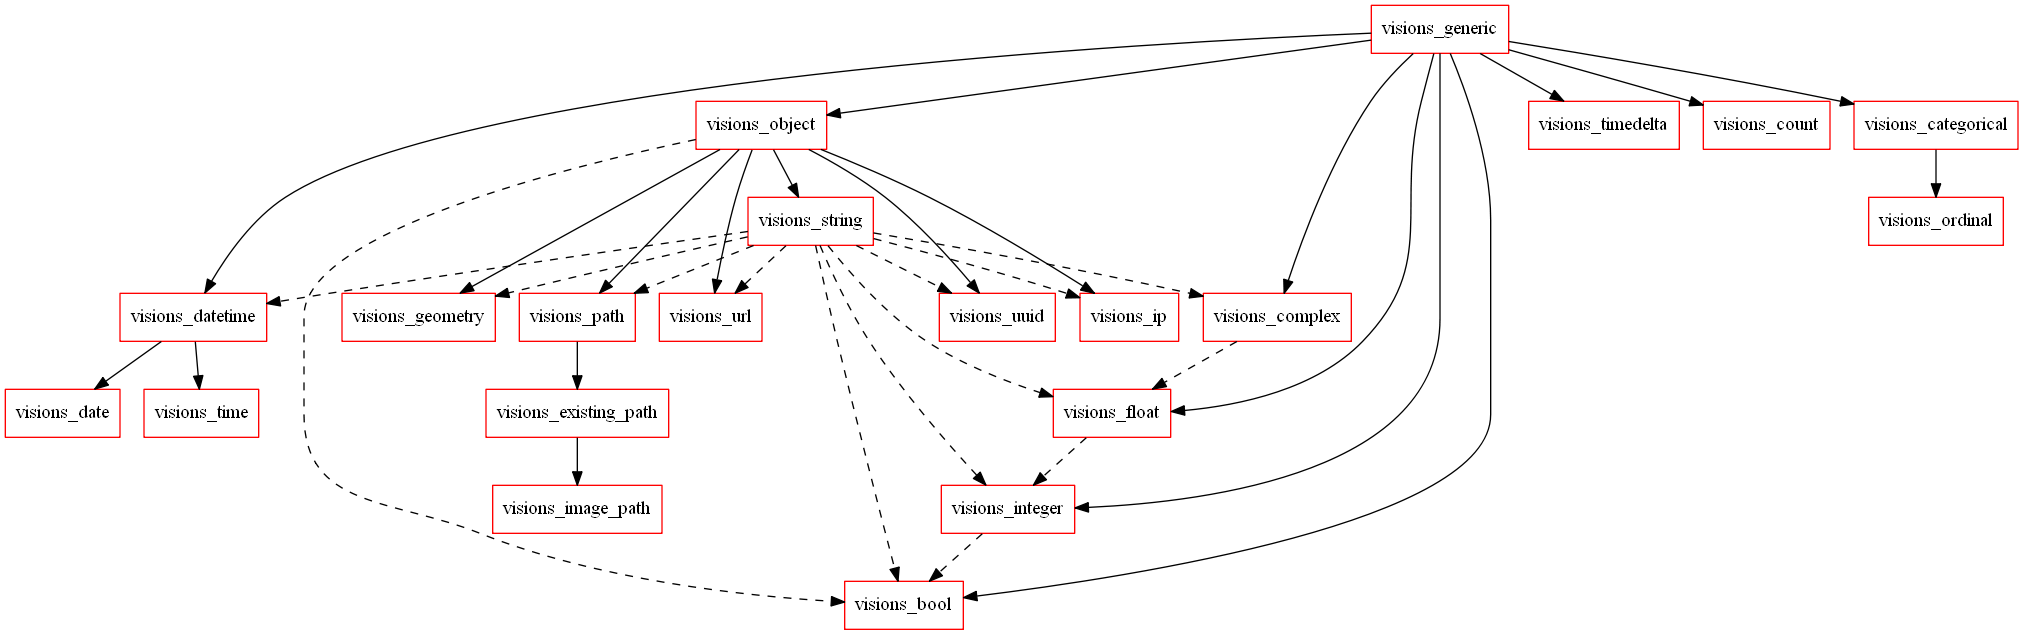 visions_generic
visions_object
visions_timedelta
visions_count
visions_categorical
visions_string
visions_ordinal
visions_datetime
visions_geometry
visions_path
visions_url
visions_uuid
visions_ip
visions_complex
visions_date
visions_time
visions_existing_path
visions_float
visions_image_path
visions_integer
visions_bool